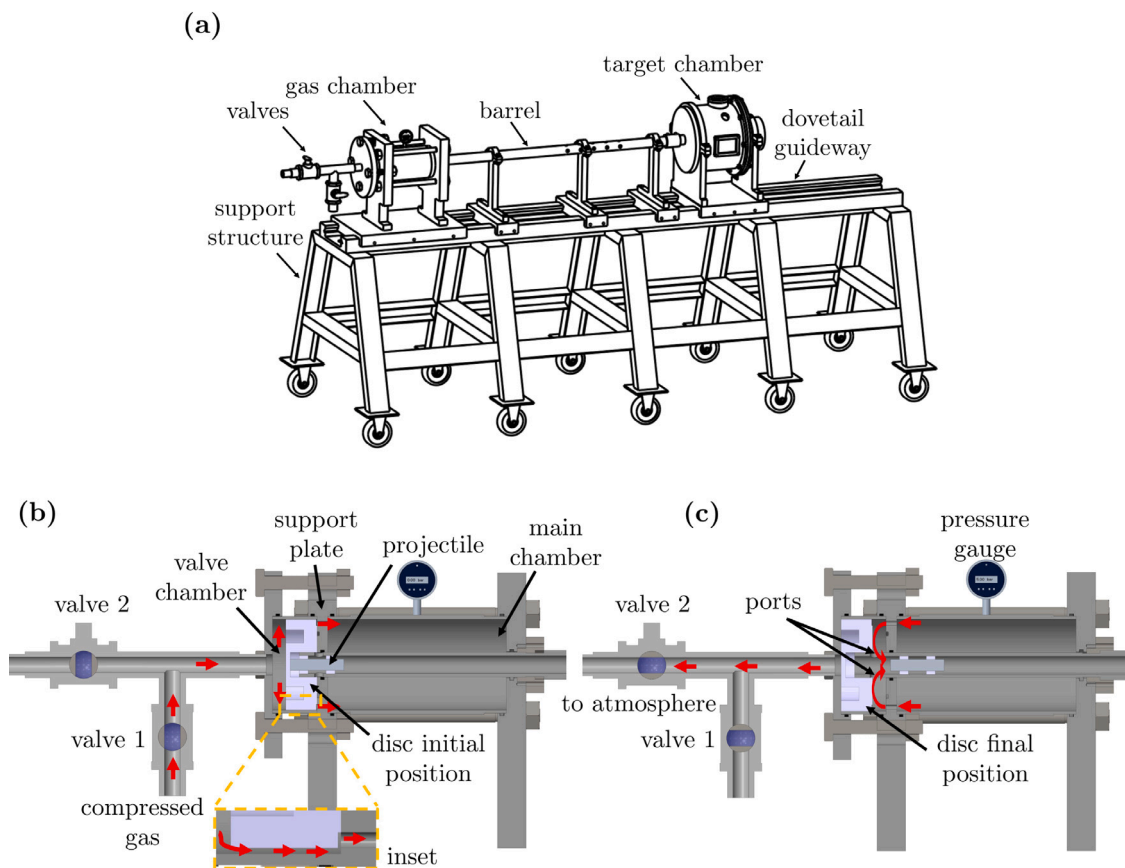 (a)
target chamber
gas chamber
barrel
valves
dovetail
guideway
support
structure
(b)
support
plate
projectile
main
chamber
valve
chamber
valve 2
valve 1
disc initial
position
compressed
gas
inset
(c)
pressure
gauge
ports
valve 2
to atmosphere
valve 1
disc final
position